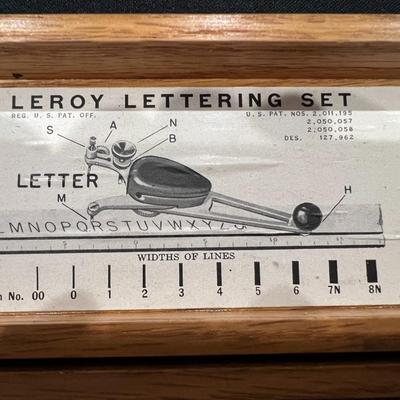 LEROY LETTERING SET
REG. U. S. PAT. OFF.
U. S. PAT. NOS. 2,011,195
2,050,057
2,050,058
DES. 127,962
S
A
N
B
LETTER
M
H
LMNOPQRSTUVWXYZ&
WIDTHS OF LINES
n No. 00 0 1 2 3 4 5 6 7N 8N